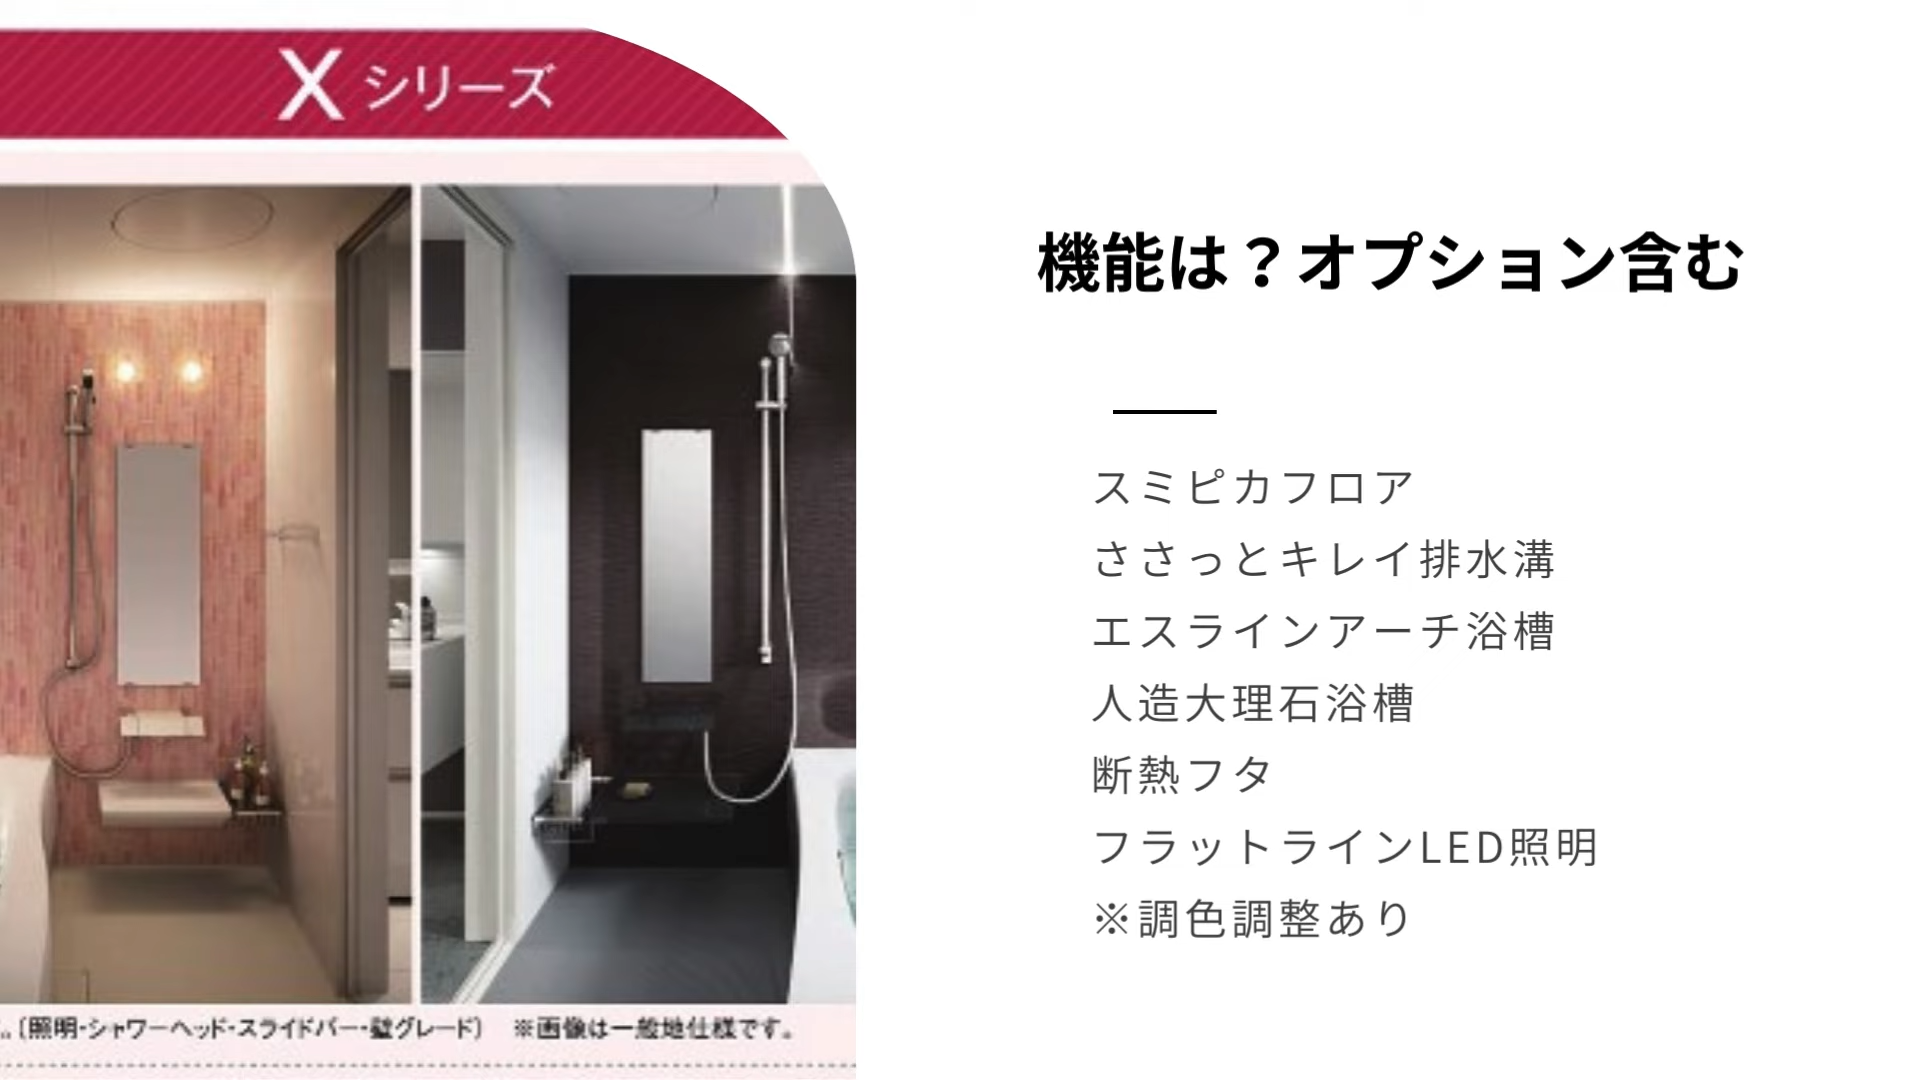 X シリーズ
機能は？オプション含む
スミピカフロア
ささっとキレイ排水溝
エスラインアーチ浴槽
人造大理石浴槽
断熱フタ
フラットラインLED照明
※調色調整あり
。（照明・シャワーヘッド・スライドバー・壁グレード）　※画像は一般地仕様です。